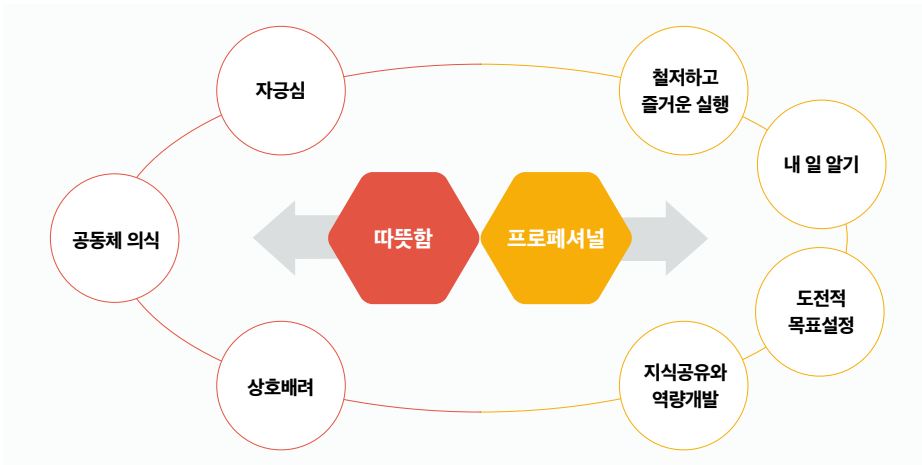 자긍심
철저하고
즐거운 실행
내 일 알기
공동체 의식
따뜻함
프로페셔널
도전적
목표설정
상호배려
지식공유와
역량개발